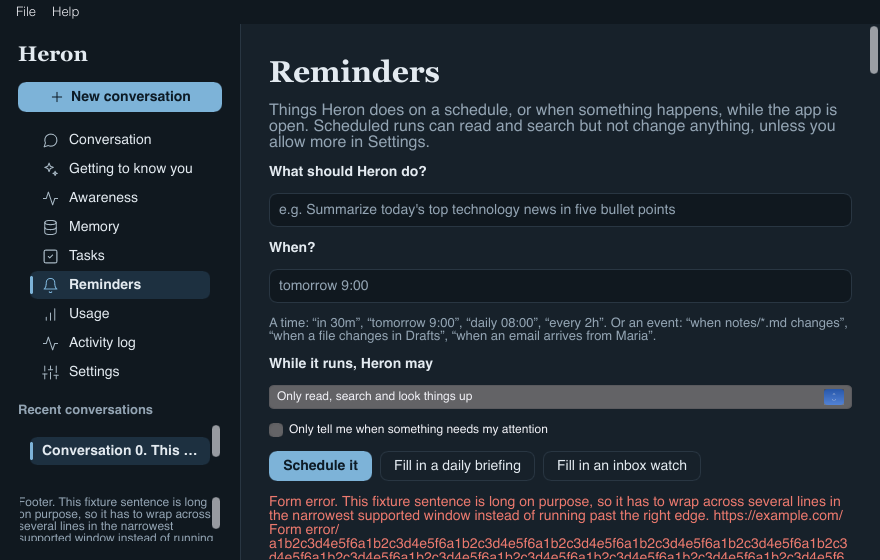 File Help
Heron
New conversation
Conversation
Getting to know you
Awareness
Memory
Tasks
Reminders
Usage
Activity log
Settings
Recent conversations
Conversation 0. This …
Footer. This fixture sentence is long
on purpose, so it has to wrap across
several lines in the narrowest
supported window instead of running
Reminders
Things Heron does on a schedule, or when something happens, while the app is
open. Scheduled runs can read and search but not change anything, unless you
allow more in Settings.
What should Heron do?
e.g. Summarize today's top technology news in five bullet points
When?
tomorrow 9:00
A time: “in 30m”, “tomorrow 9:00”, “daily 08:00”, “every 2h”. Or an event: “when notes/*.md changes”,
“when a file changes in Drafts”, “when an email arrives from Maria”.
While it runs, Heron may
Only read, search and look things up
Only tell me when something needs my attention
Schedule it Fill in a daily briefing Fill in an inbox watch
Form error. This fixture sentence is long on purpose, so it has to wrap across several lines in
the narrowest supported window instead of running past the right edge. https://example.com/
Form error/
a1b2c3d4e5f6a1b2c3d4e5f6a1b2c3d4e5f6a1b2c3d4e5f6a1b2c3d4e5f6a1b2c3
d4e5f6a1b2c3d4e5f6a1b2c3d4e5f6a1b2c3d4e5f6a1b2c3d4e5f6a1b2c3d4e5f6